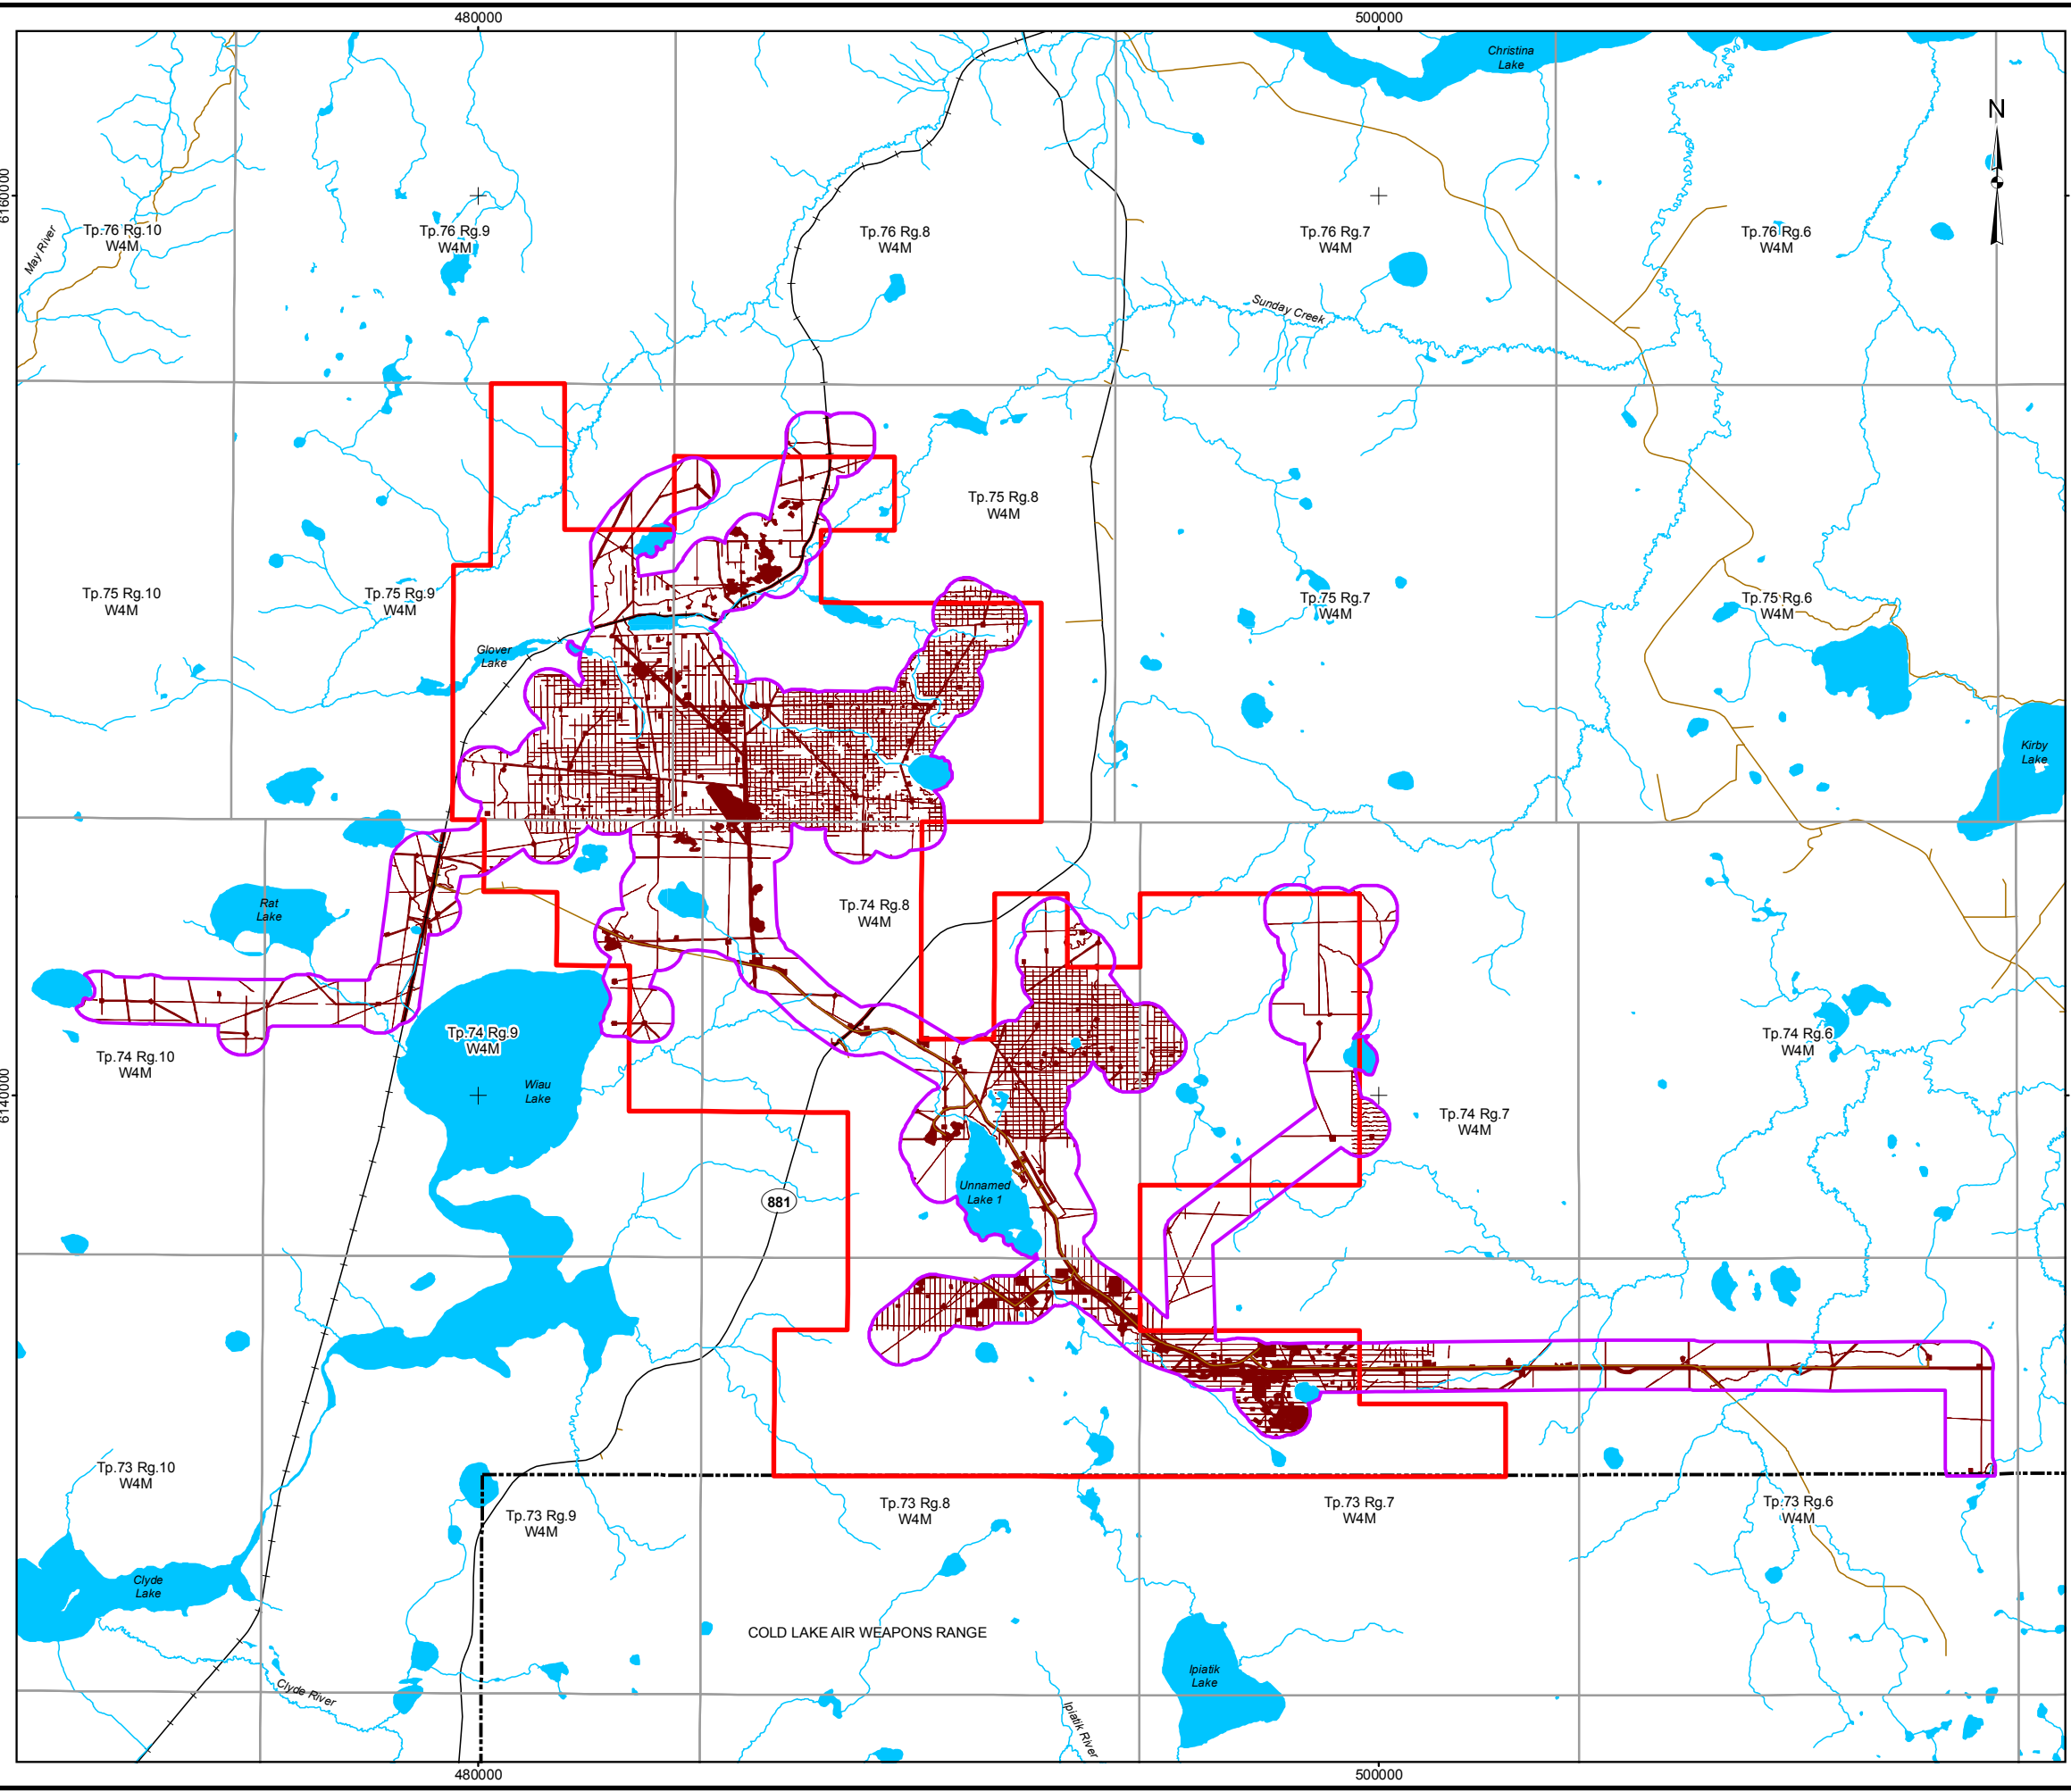 480000
500000
Christina
Lake
N
6160000
May River
Tp.76 Rg.10
W4M
Tp.76 Rg.9
W4M
Tp.76 Rg.8
W4M
Tp.76 Rg.7
W4M
Tp.76 Rg.6
W4M
Sunday Creek
Tp.75 Rg.8
W4M
Tp.75 Rg.10
W4M
Tp.75 Rg.9
W4M
Tp.75 Rg.7
W4M
Tp.75 Rg.6
W4M
Glover
Lake
Kirby
Lake
Rat
Lake
Tp.74 Rg.8
W4M
Tp.74 Rg.9
W4M
Tp.74 Rg.10
W4M
Tp.74 Rg.6
W4M
Wiau
Lake
6140000
Tp.74 Rg.7
W4M
Unnamed
Lake 1
881
Tp.73 Rg.10
W4M
Tp.73 Rg.9
W4M
Tp.73 Rg.8
W4M
Tp.73 Rg.7
W4M
Tp.73 Rg.6
W4M
Clyde
Lake
COLD LAKE AIR WEAPONS RANGE
Ipiatik
Lake
Clyde River
Ipiatik River
480000
500000